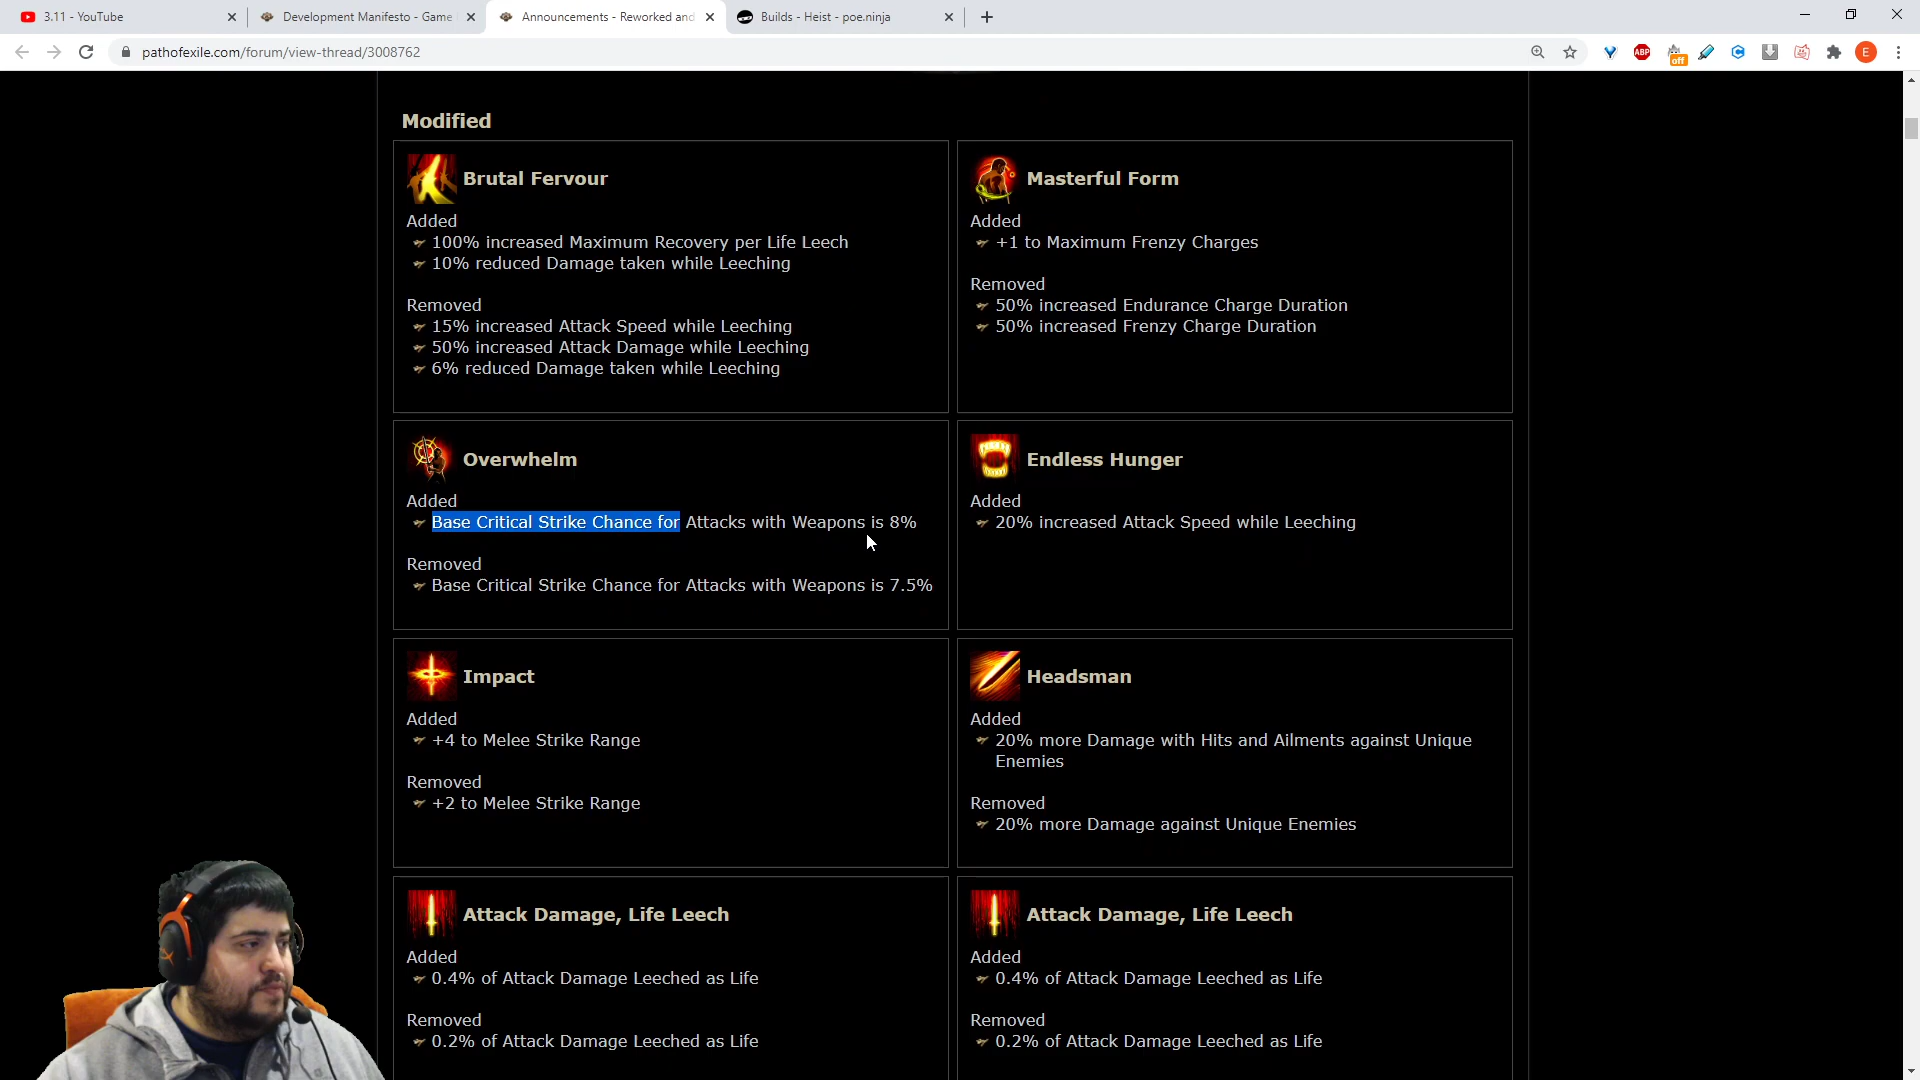 3.11 - YouTube
Development Manifesto - Game
Announcements - Reworked and
Builds - Heist - poe.ninja
pathofexile.com/forum/view-thread/3008762
ABP
off
E
Modified
Brutal Fervour
Added
100% increased Maximum Recovery per Life Leech
10% reduced Damage taken while Leeching
Removed
15% increased Attack Speed while Leeching
50% increased Attack Damage while Leeching
6% reduced Damage taken while Leeching
Masterful Form
Added
+1 to Maximum Frenzy Charges
Removed
50% increased Endurance Charge Duration
50% increased Frenzy Charge Duration
Overwhelm
Added
Base Critical Strike Chance for Attacks with Weapons is 8%
Removed
Base Critical Strike Chance for Attacks with Weapons is 7.5%
Endless Hunger
Added
20% increased Attack Speed while Leeching
Impact
Added
+4 to Melee Strike Range
Removed
+2 to Melee Strike Range
Headsman
Added
20% more Damage with Hits and Ailments against Unique
Enemies
Removed
20% more Damage against Unique Enemies
Attack Damage, Life Leech
Added
0.4% of Attack Damage Leeched as Life
Removed
0.2% of Attack Damage Leeched as Life
Attack Damage, Life Leech
Added
0.4% of Attack Damage Leeched as Life
Removed
0.2% of Attack Damage Leeched as Life